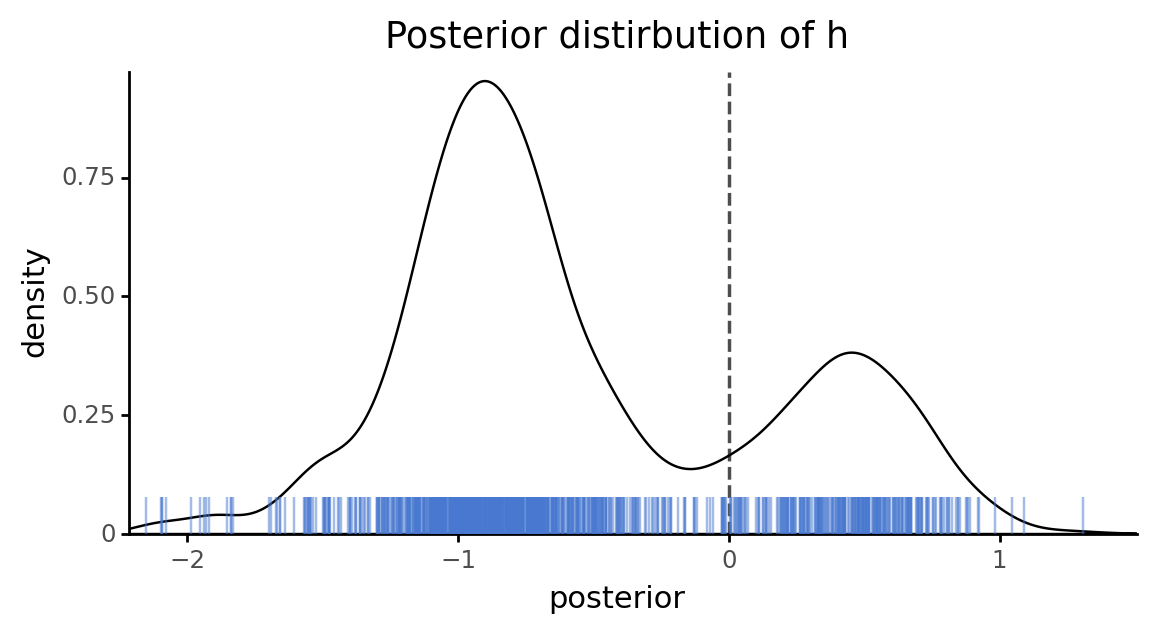 Posterior distirbution of h
density
0.75
0.50
0.25
0
−2
−1
0
1
posterior